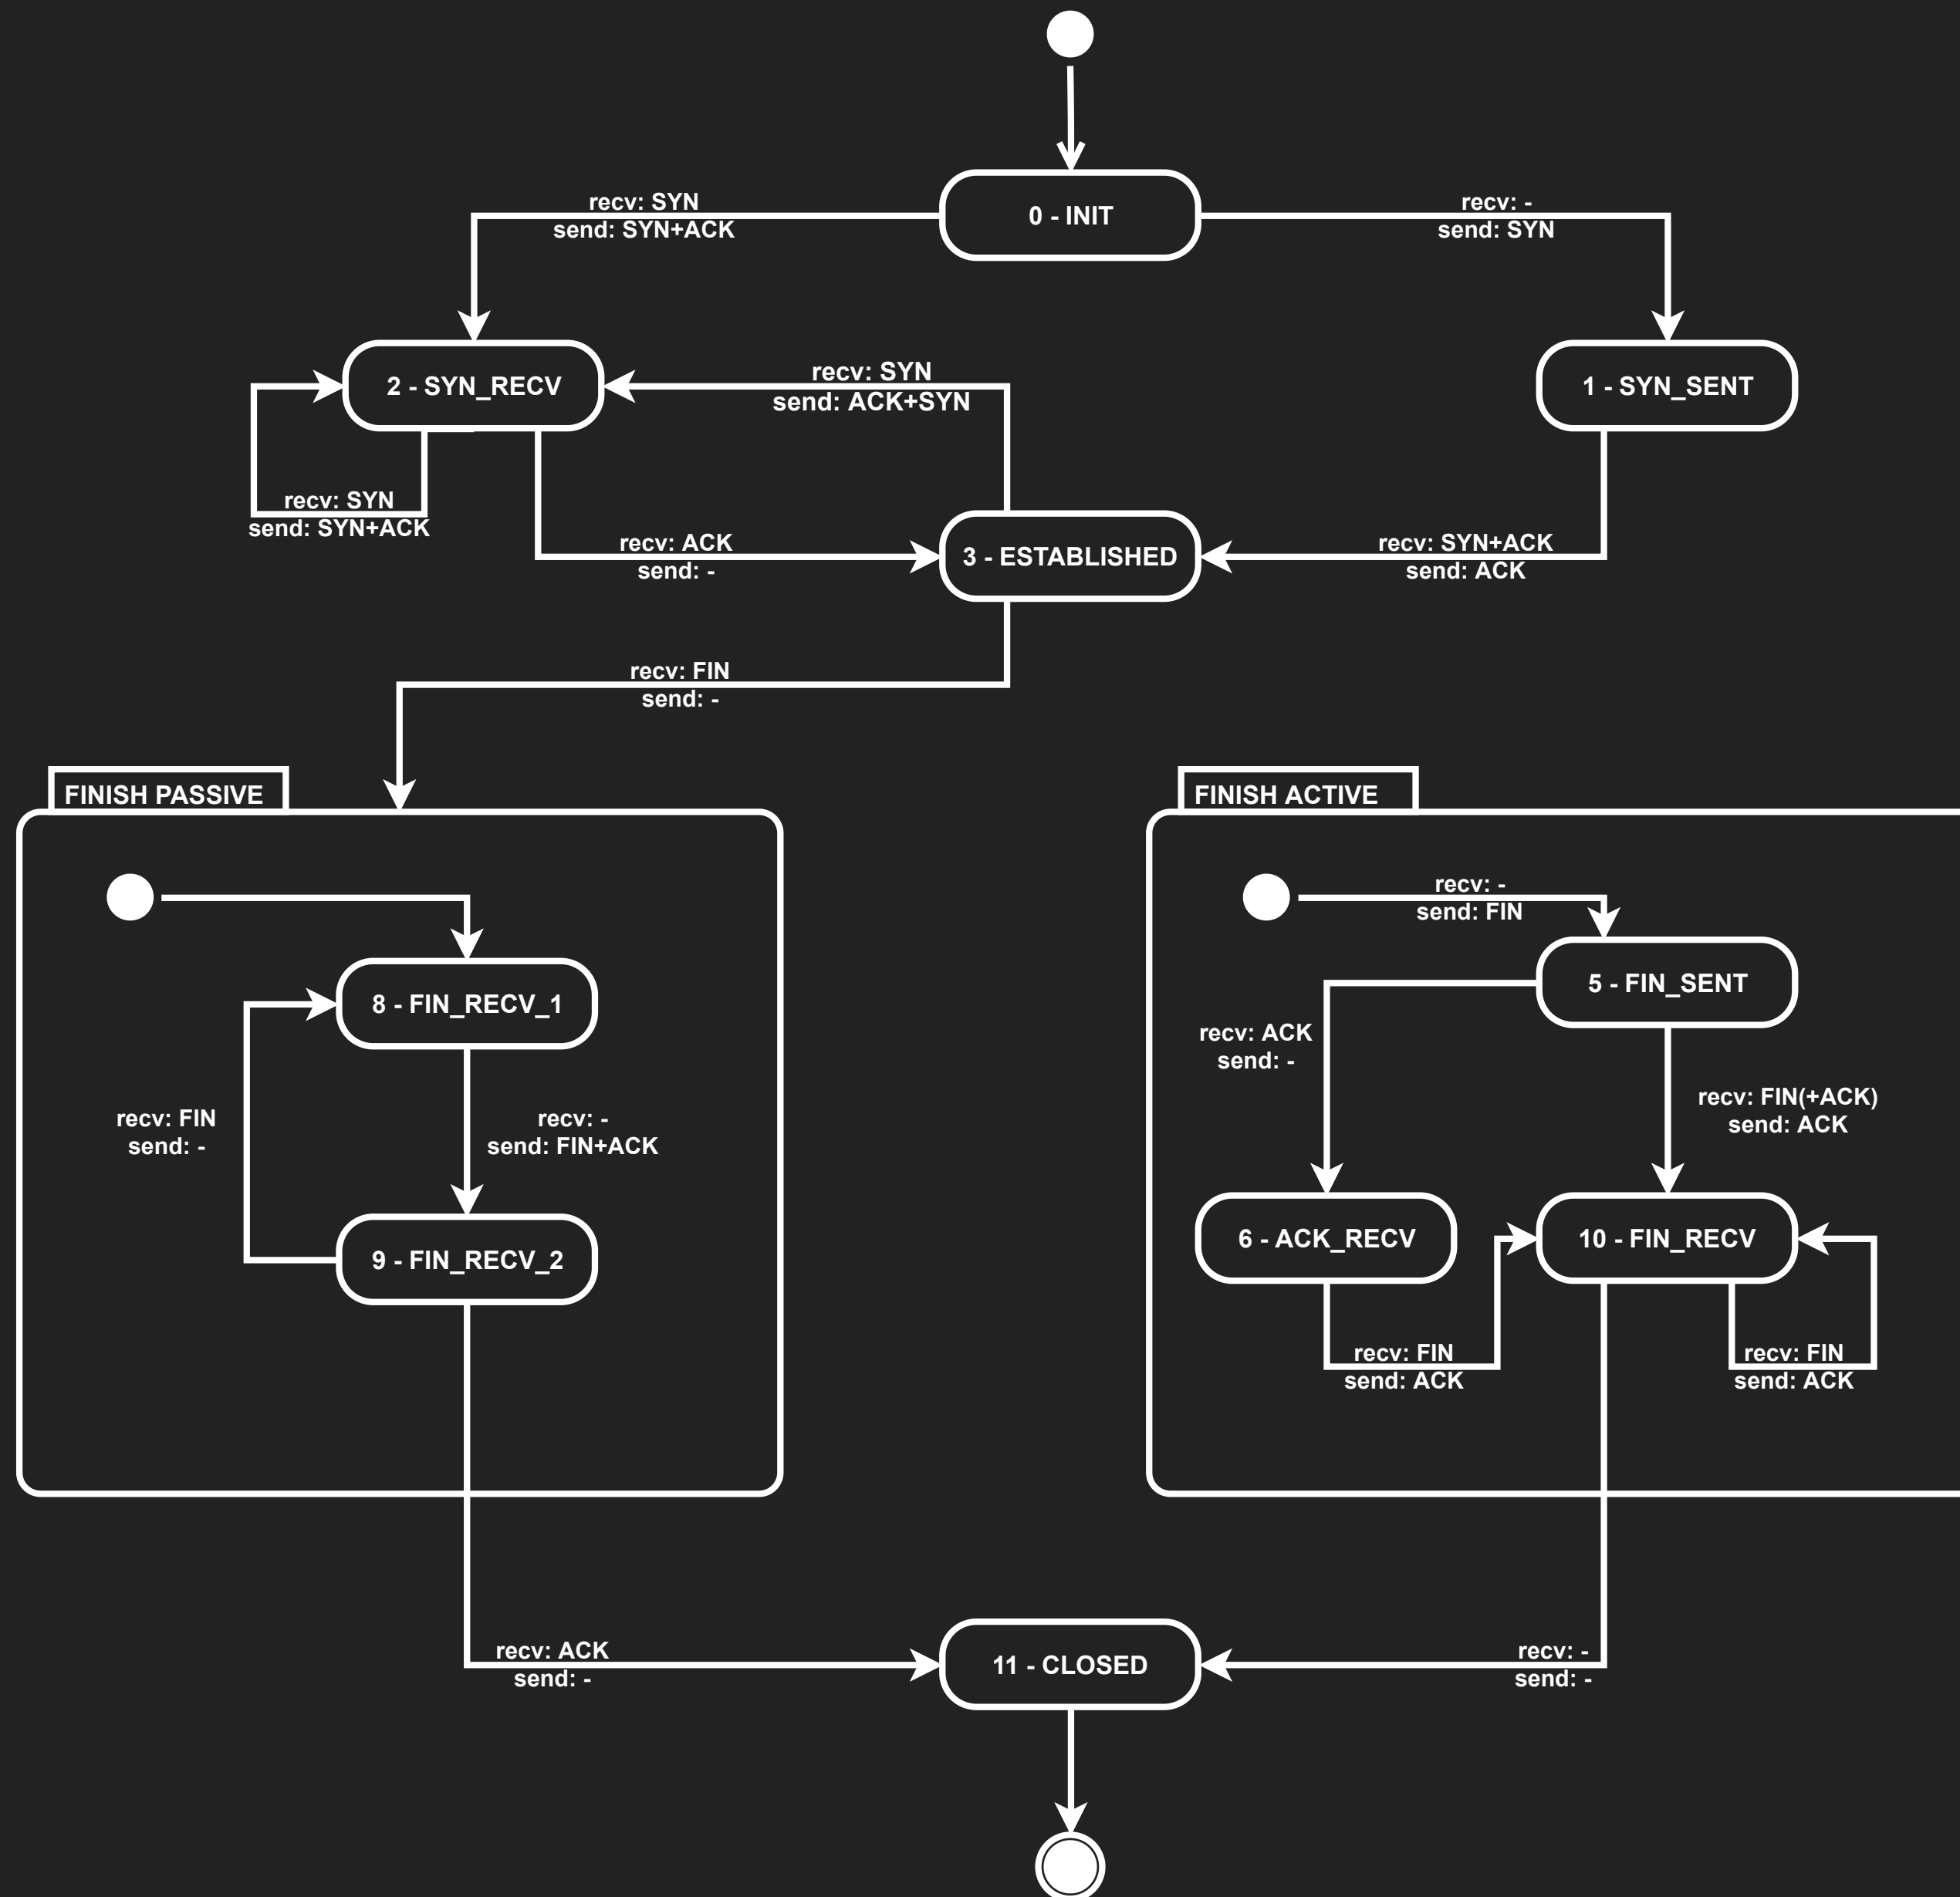 0 - INIT
recv: SYN
send: SYN+ACK
recv: -
send: SYN
2 - SYN_RECV
recv: SYN
send: ACK+SYN
1 - SYN_SENT
recv: SYN
send: SYN+ACK
recv: ACK
send: -
3 - ESTABLISHED
recv: SYN+ACK
send: ACK
recv: FIN
send: -
FINISH PASSIVE
8 - FIN_RECV_1
recv: FIN
send: -
recv: -
send: FIN+ACK
9 - FIN_RECV_2
FINISH ACTIVE
recv: -
send: FIN
5 - FIN_SENT
recv: ACK
send: -
recv: FIN(+ACK)
send: ACK
6 - ACK_RECV
10 - FIN_RECV
recv: FIN
send: ACK
recv: FIN
send: ACK
recv: ACK
send: -
11 - CLOSED
recv: -
send: -